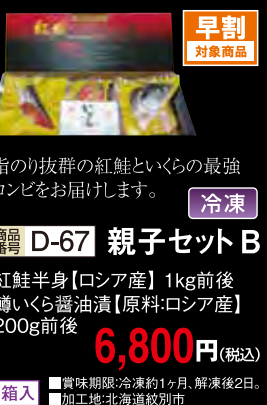 早割
対象商品
脂のり抜群の紅鮭といくらの最強
コンビをお届けします。
冷凍
商品番号 D-67 親子セットB
紅鮭半身【ロシア産】1kg前後
鱒いくら醤油漬【原料:ロシア産】
200g前後
6,800円(税込)
箱入
■賞味期限:冷凍約1ヶ月、解凍後2日。
■加工地:北海道紋別市